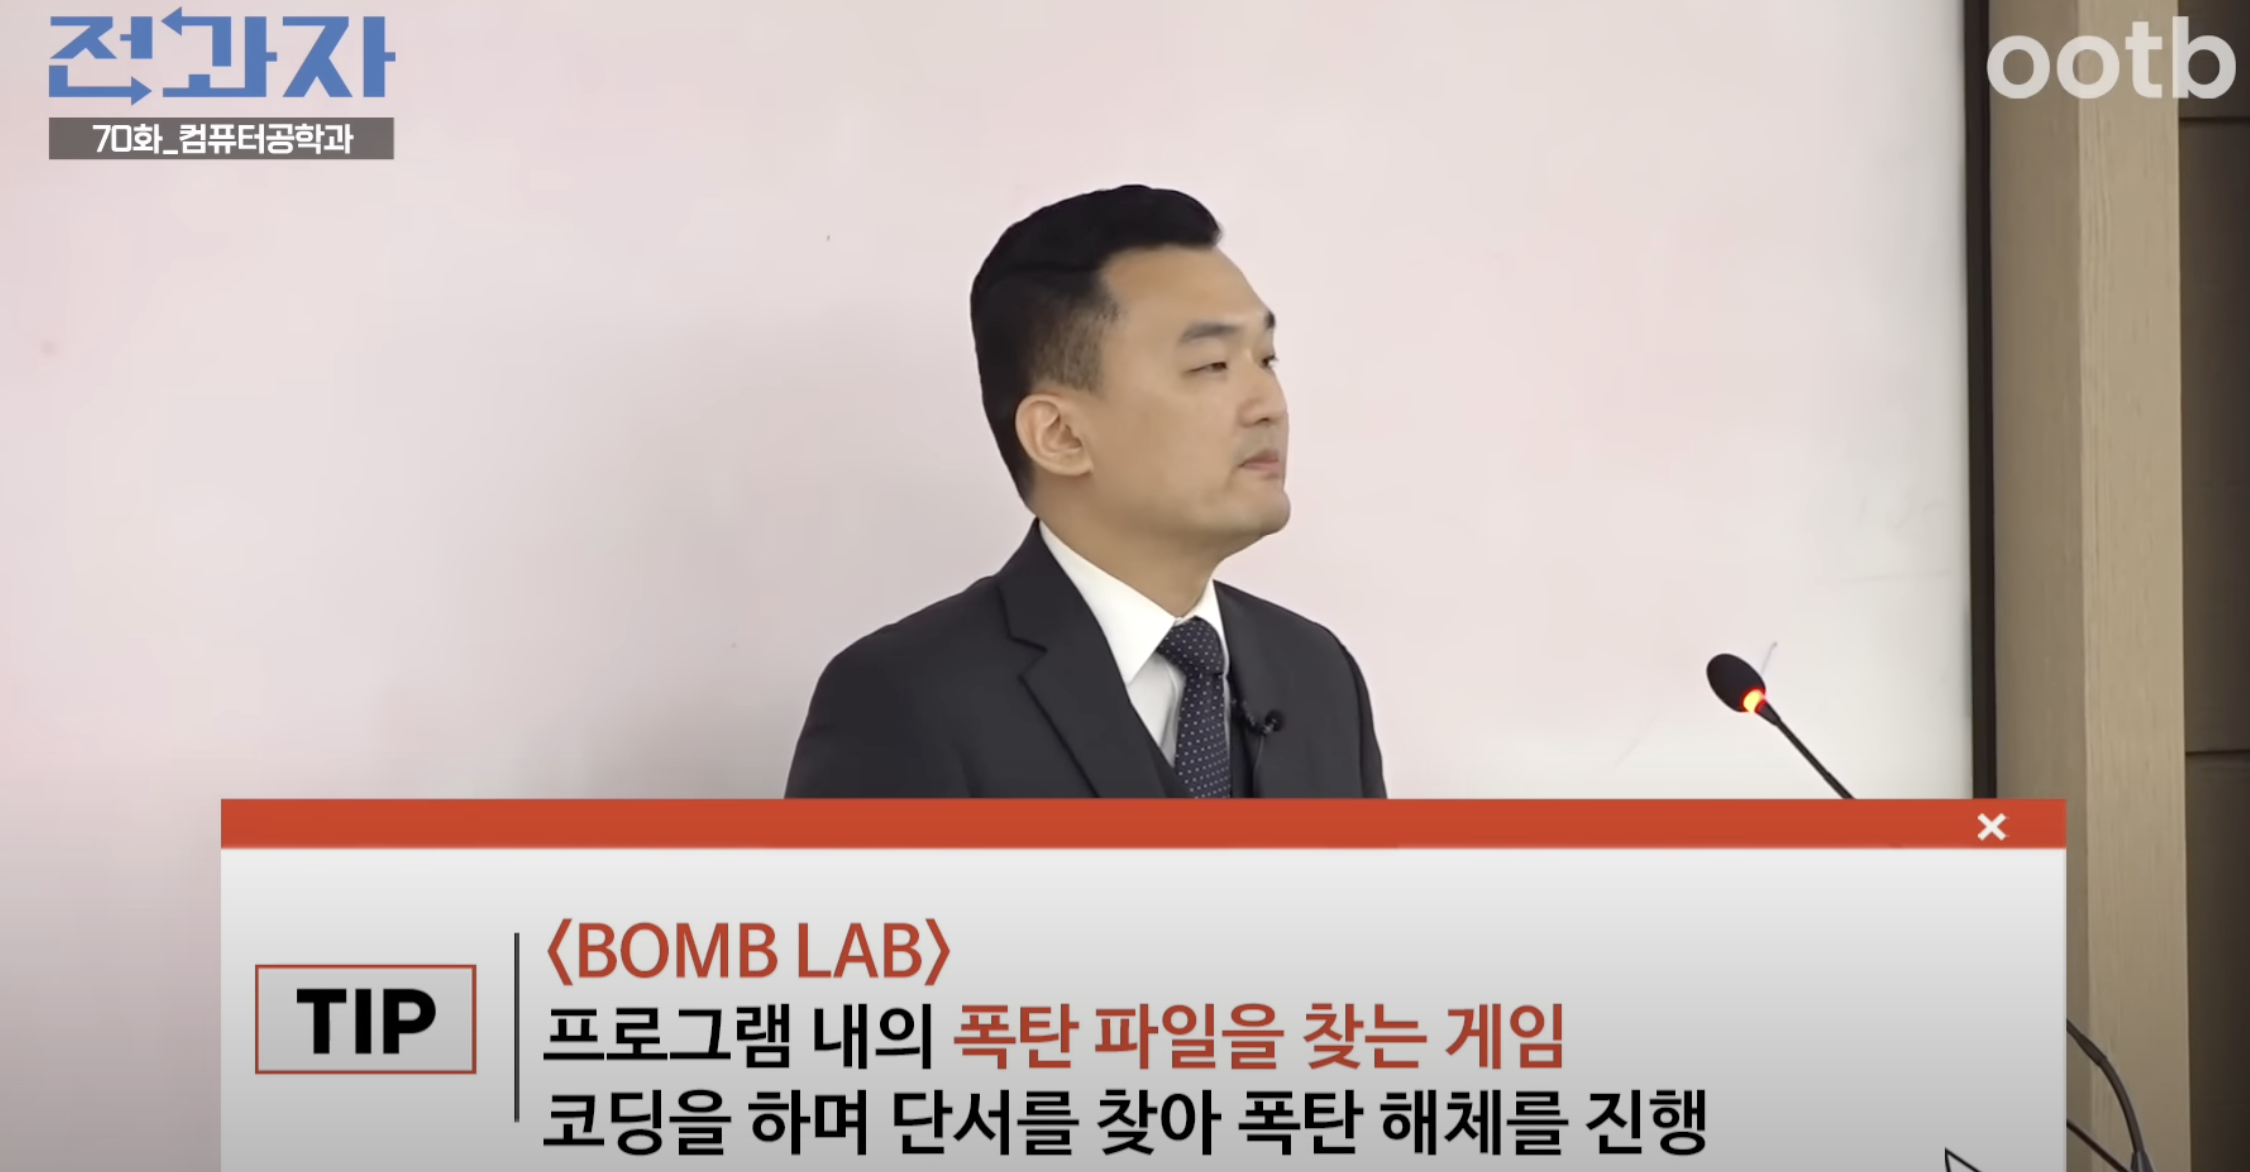 전과자
ootb
70화_컴퓨터공학과
×
TIP
〈BOMB LAB〉
프로그램 내의 폭탄 파일을 찾는 게임
코딩을 하며 단서를 찾아 폭탄 해체를 진행